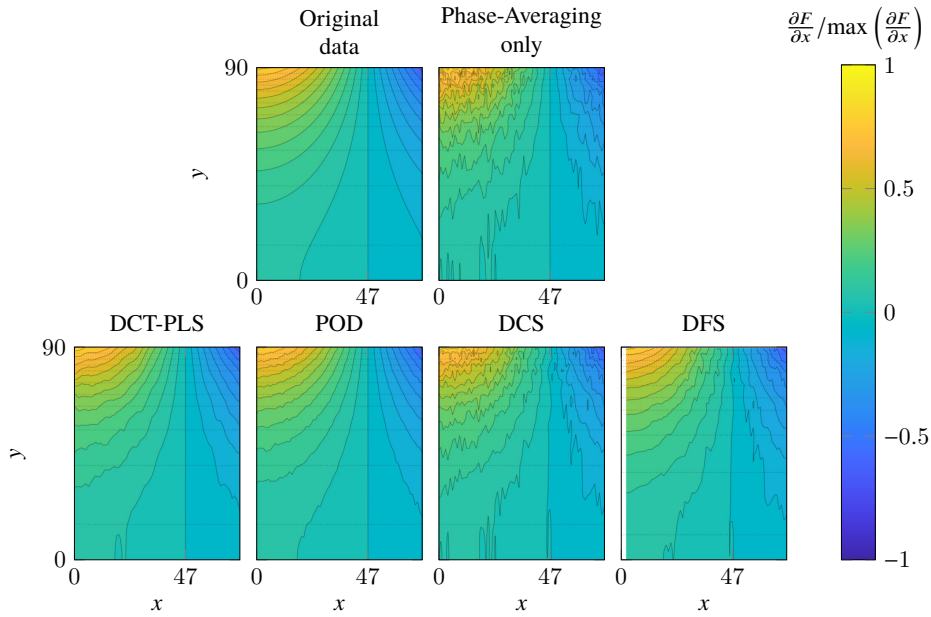 Original
data
Phase-Averaging
only
∂F/∂x / max (∂F/∂x)
90
y
0
0
47
0
47
1
0.5
0
−0.5
−1
DCT-PLS
POD
DCS
DFS
90
y
0
0
47
0
47
0
47
0
47
x
x
x
x